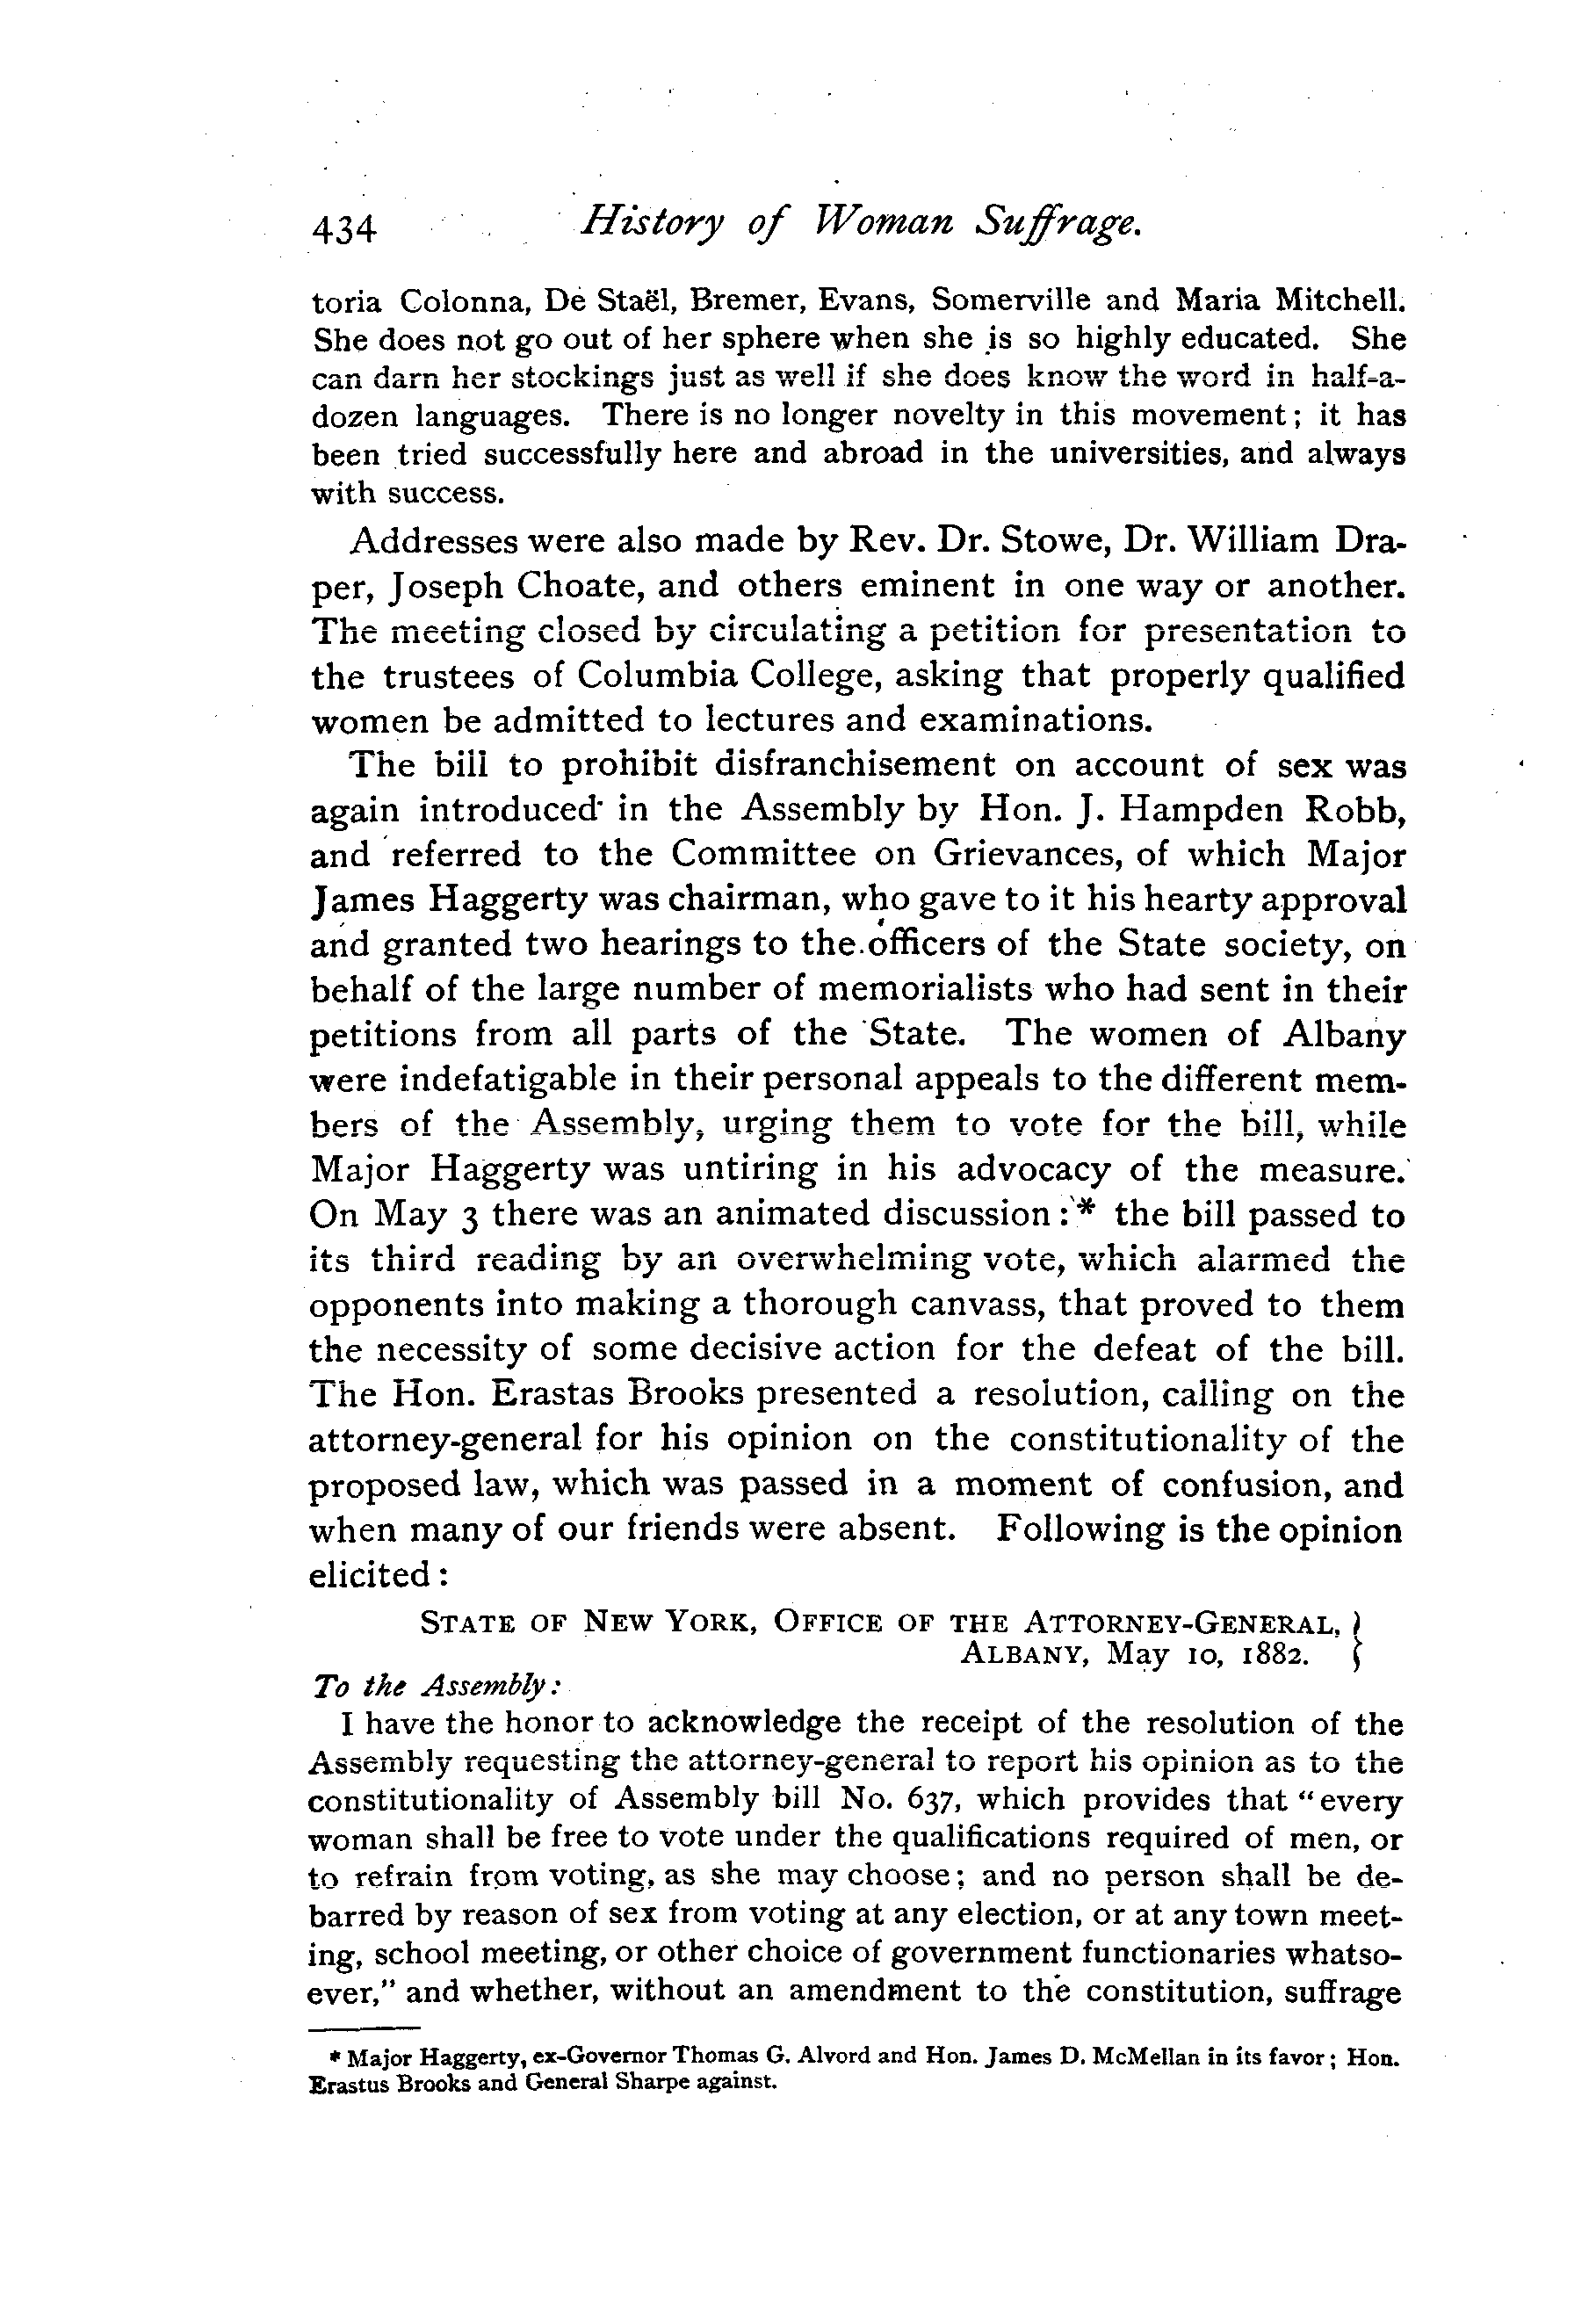 434 History of Woman Suffrage.
toria Colonna, De Staël, Bremer, Evans, Somerville and Maria Mitchell.
She does not go out of her sphere when she is so highly educated. She
can darn her stockings just as well if she does know the word in half-a-
dozen languages. There is no longer novelty in this movement; it has
been tried successfully here and abroad in the universities, and always
with success.
Addresses were also made by Rev. Dr. Stowe, Dr. William Dra-
per, Joseph Choate, and others eminent in one way or another.
The meeting closed by circulating a petition for presentation to
the trustees of Columbia College, asking that properly qualified
women be admitted to lectures and examinations.
The bill to prohibit disfranchisement on account of sex was
again introduced in the Assembly by Hon. J. Hampden Robb,
and referred to the Committee on Grievances, of which Major
James Haggerty was chairman, who gave to it his hearty approval
and granted two hearings to the officers of the State society, on
behalf of the large number of memorialists who had sent in their
petitions from all parts of the State. The women of Albany
were indefatigable in their personal appeals to the different mem-
bers of the Assembly, urging them to vote for the bill, while
Major Haggerty was untiring in his advocacy of the measure.
On May 3 there was an animated discussion:* the bill passed to
its third reading by an overwhelming vote, which alarmed the
opponents into making a thorough canvass, that proved to them
the necessity of some decisive action for the defeat of the bill.
The Hon. Erastas Brooks presented a resolution, calling on the
attorney-general for his opinion on the constitutionality of the
proposed law, which was passed in a moment of confusion, and
when many of our friends were absent. Following is the opinion
elicited:
STATE OF NEW YORK, OFFICE OF THE ATTORNEY-GENERAL, }
ALBANY, May 10, 1882. }
To the Assembly:
I have the honor to acknowledge the receipt of the resolution of the
Assembly requesting the attorney-general to report his opinion as to the
constitutionality of Assembly bill No. 637, which provides that "every
woman shall be free to vote under the qualifications required of men, or
to refrain from voting, as she may choose; and no person shall be de-
barred by reason of sex from voting at any election, or at any town meet-
ing, school meeting, or other choice of government functionaries whatso-
ever," and whether, without an amendment to the constitution, suffrage
* Major Haggerty, ex-Governor Thomas G. Alvord and Hon. James D. McMellan in its favor; Hon.
Erastus Brooks and General Sharpe against.